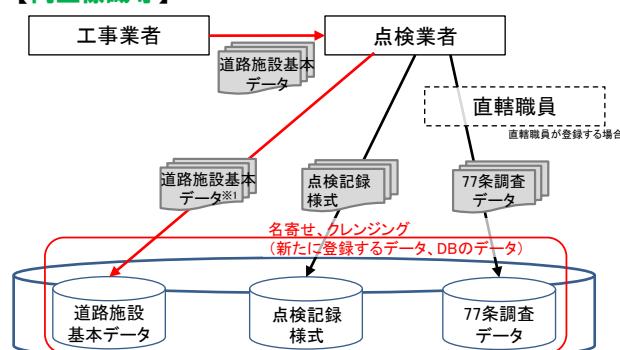 工事業者
点検業者
道路施設基本
データ
直轄職員
直轄職員が登録する場合
道路施設基本
データ※1
点検記録
様式
77条調査
データ
名寄せ、クレンジング
(新たに登録するデータ、DBのデータ)
道路施設
基本データ
点検記録
様式
77条調査
データ